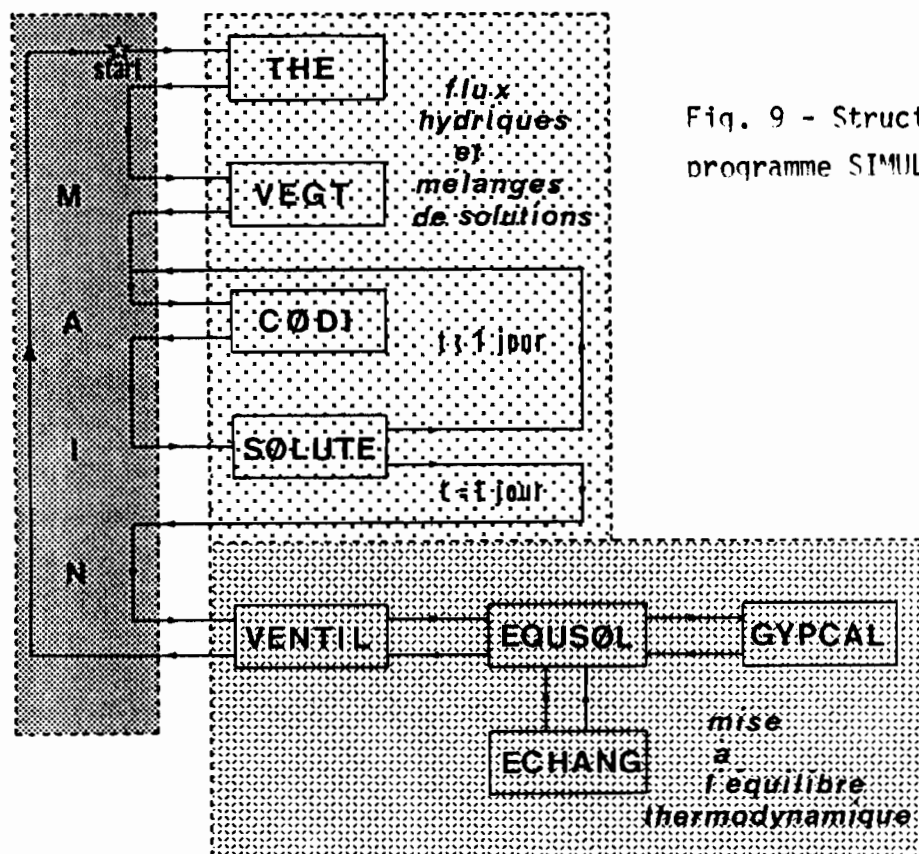 start
THE
flux
hydriques
et
melanges
de solutions
Fig. 9 - Struct
programme SIMUL
M
VEGT
A
CØDI
t < 1 jour
I
SØLUTE
t = 1 jour
N
VENTIL
EQUSØL
GYPCAL
ECHANG
mise
a
l'equilibre
thermodynamique